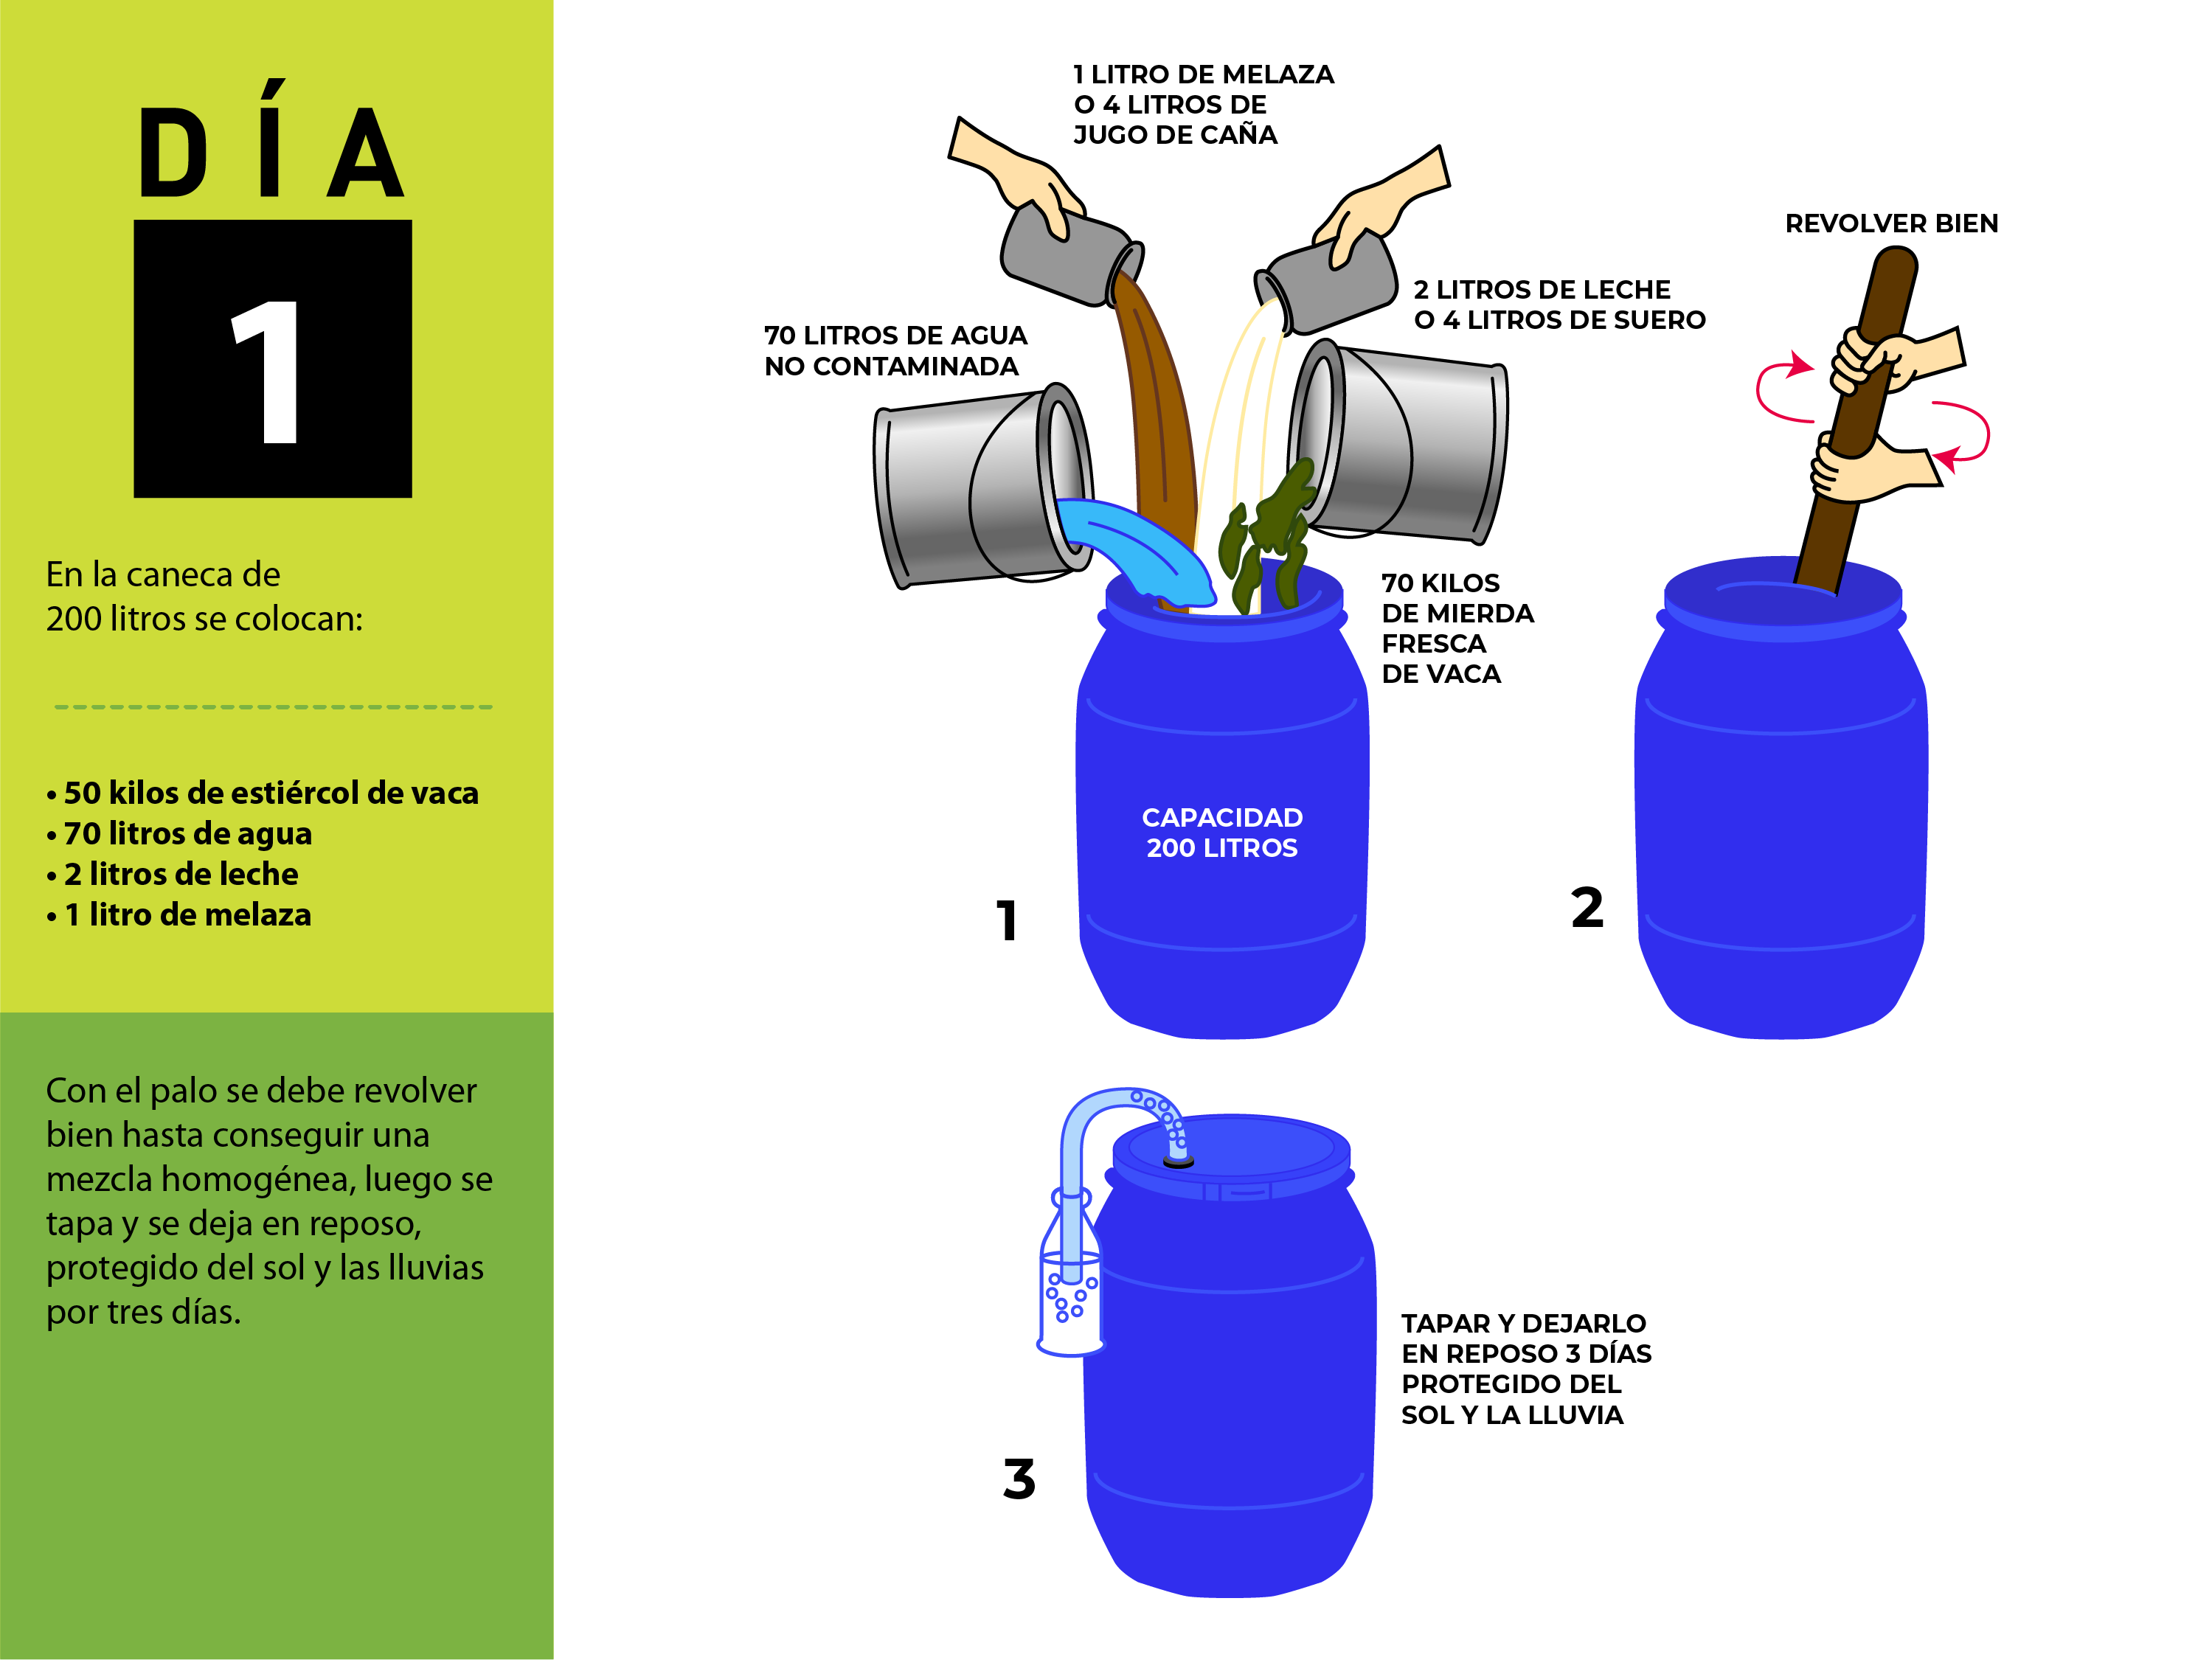 DÍA
1
En la caneca de
200 litros se colocan:
• 50 kilos de estiércol de vaca
• 70 litros de agua
• 2 litros de leche
• 1 litro de melaza
Con el palo se debe revolver
bien hasta conseguir una
mezcla homogénea, luego se
tapa y se deja en reposo,
protegido del sol y las lluvias
por tres días.
1 LITRO DE MELAZA
O 4 LITROS DE
JUGO DE CAÑA
70 LITROS DE AGUA
NO CONTAMINADA
2 LITROS DE LECHE
O 4 LITROS DE SUERO
70 KILOS
DE MIERDA
FRESCA
DE VACA
CAPACIDAD
200 LITROS
1
REVOLVER BIEN
2
TAPAR Y DEJARLO
EN REPOSO 3 DÍAS
PROTEGIDO DEL
SOL Y LA LLUVIA
3